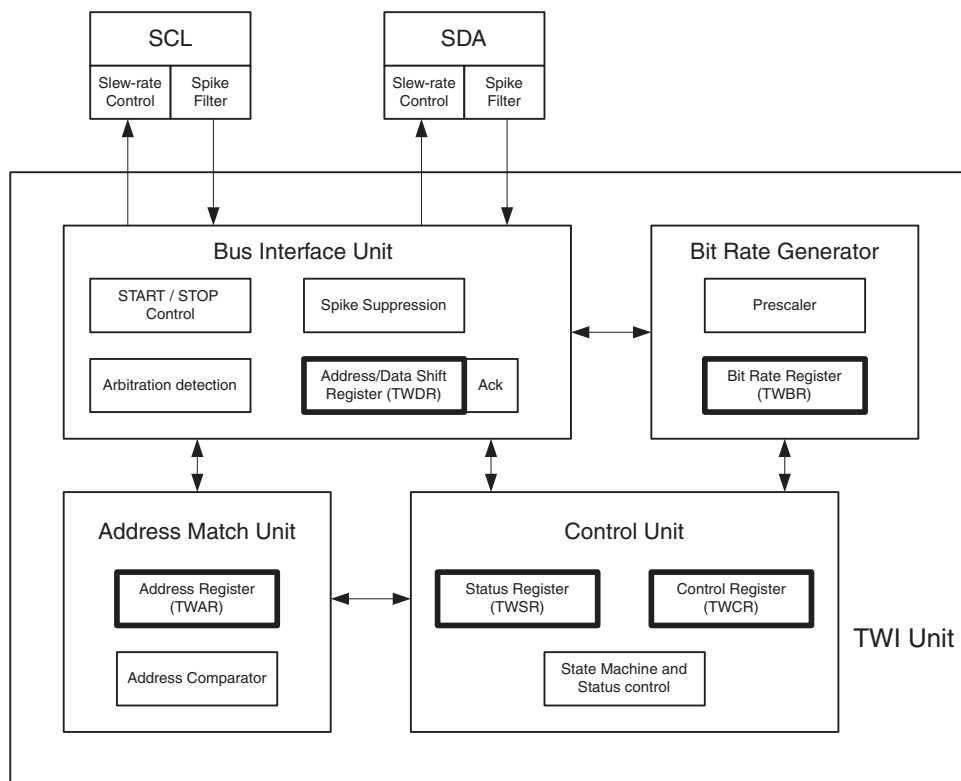 SCL
SDA
Slew-rate
Control
Spike
Filter
Slew-rate
Control
Spike
Filter
Bus Interface Unit
START / STOP
Control
Spike Suppression
Arbitration detection
Address/Data Shift
Register (TWDR)
Ack
Bit Rate Generator
Prescaler
Bit Rate Register
(TWBR)
Address Match Unit
Address Register
(TWAR)
Address Comparator
Control Unit
Status Register
(TWSR)
Control Register
(TWCR)
State Machine and
Status control
TWI Unit